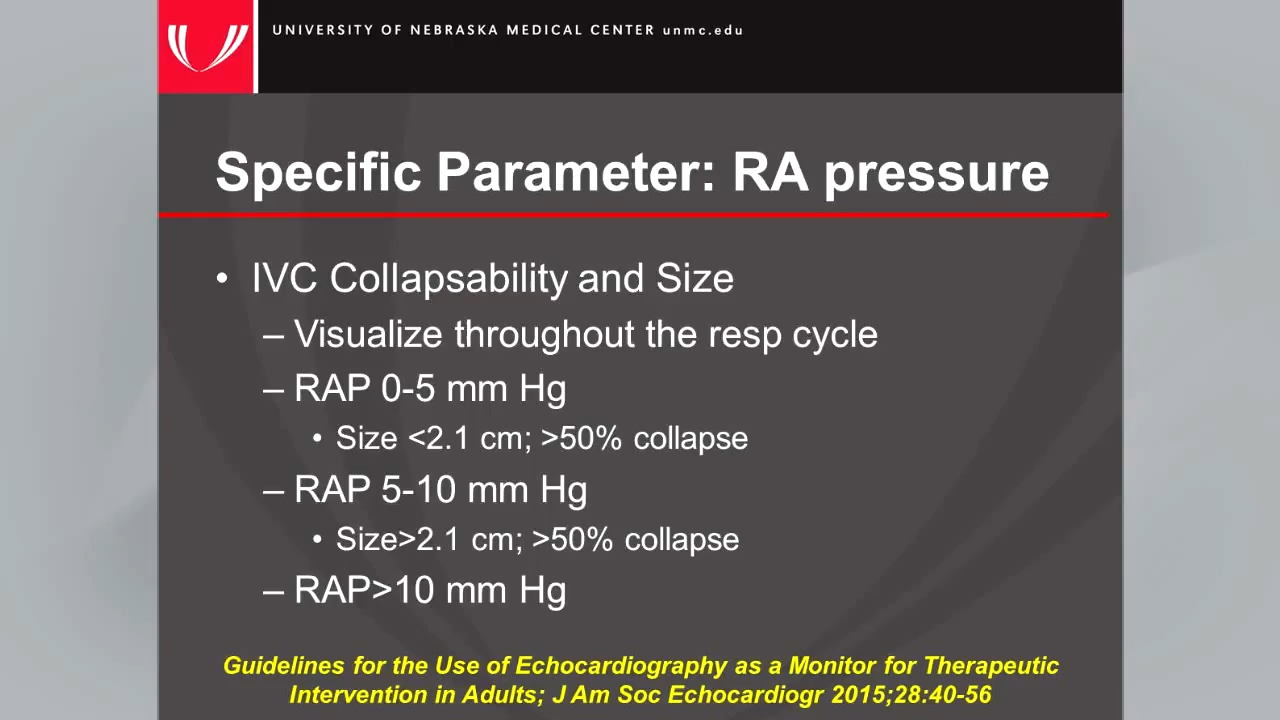 UNIVERSITY OF NEBRASKA MEDICAL CENTER unmc.edu
Specific Parameter: RA pressure
• IVC Collapsability and Size
– Visualize throughout the resp cycle
– RAP 0-5 mm Hg
• Size <2.1 cm; >50% collapse
– RAP 5-10 mm Hg
• Size>2.1 cm; >50% collapse
– RAP>10 mm Hg
Guidelines for the Use of Echocardiography as a Monitor for Therapeutic
Intervention in Adults; J Am Soc Echocardiogr 2015;28:40-56